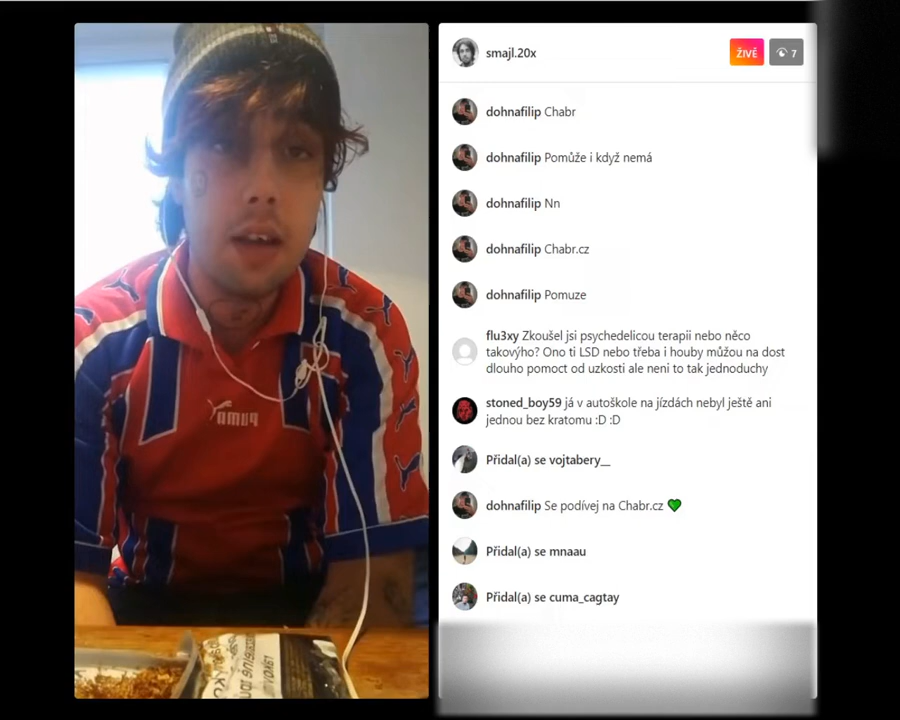 smajl.20x
ŽIVĚ
7
dohnafilip Chabr
dohnafilip Pomůže i když nemá
dohnafilip Nn
dohnafilip Chabr.cz
dohnafilip Pomuze
flu3xy Zkoušel jsi psychedelicou terapii nebo něco
takovýho? Ono ti LSD nebo třeba i houby můžou na dost
dlouho pomoct od uzkosti ale neni to tak jednoduchy
stoned_boy59 já v autoškole na jízdách nebyl ještě ani
jednou bez kratomu :D :D
Přidal(a) se vojtabery__
dohnafilip Se podívej na Chabr.cz 💚
Přidal(a) se mnaau
Přidal(a) se cuma_cagtay